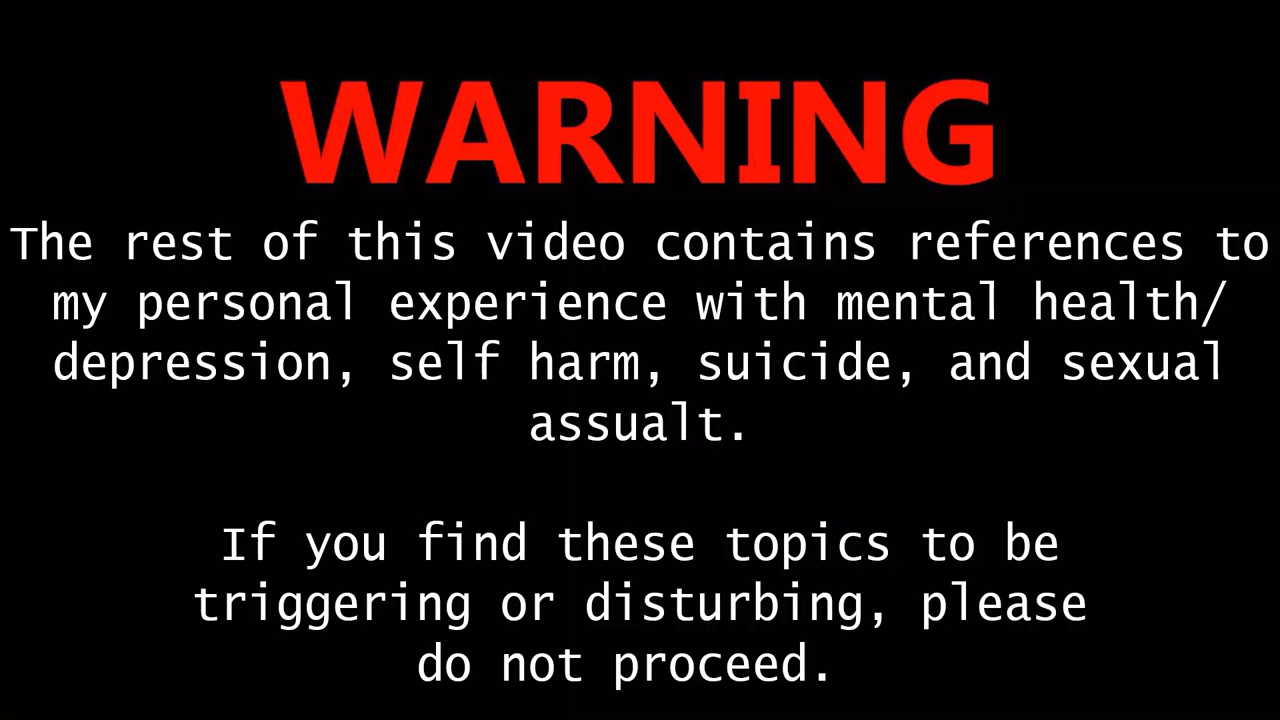 WARNING
The rest of this video contains references to
my personal experience with mental health/
depression, self harm, suicide, and sexual
assualt.
If you find these topics to be
triggering or disturbing, please
do not proceed.